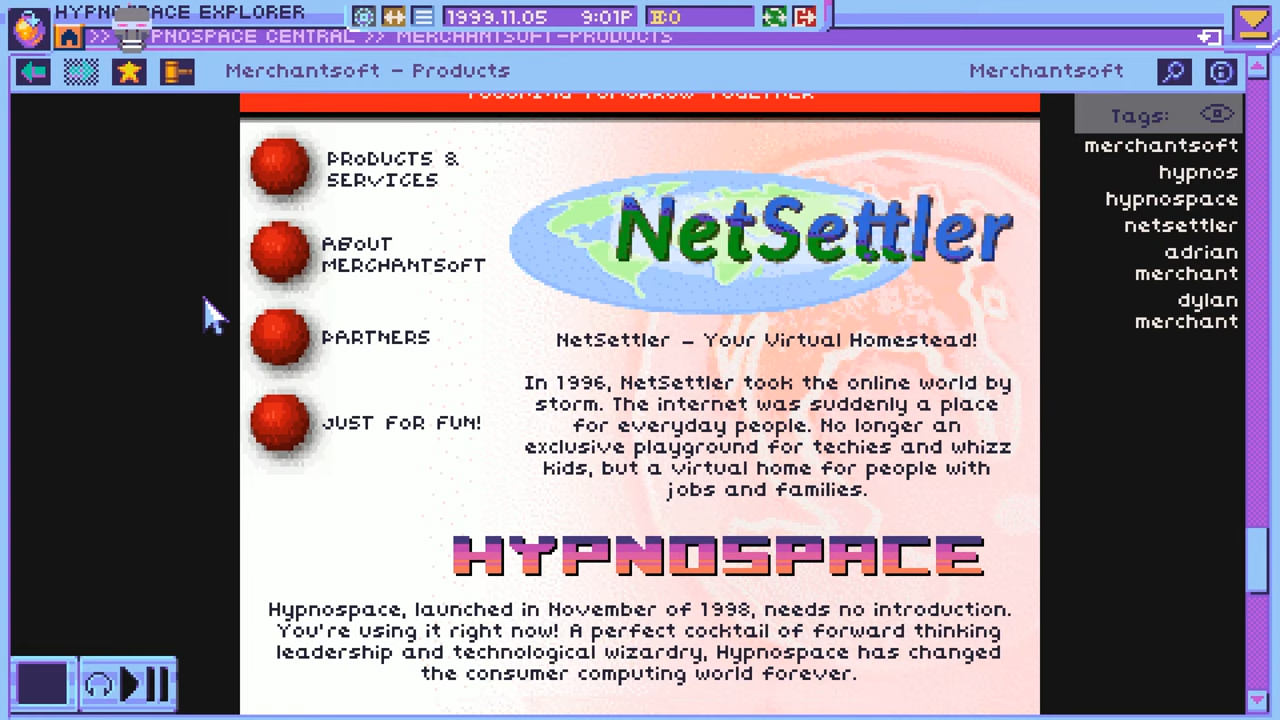 HYPNOSPACE EXPLORER
1999.11.05 9:01P
:0
>> PNOSPACE CENTRAL >> MERCHANTSOFT-PRODUCTS
Merchantsoft - Products
Merchantsoft
TOUCHING TOMORROW TOGETHER
Tags:
merchantsoft
hypnos
hypnospace
netsettler
adrian
merchant
dylan
merchant
PRODUCTS &
SERVICES
ABOUT
MERCHANTSOFT
PARTNERS
JUST FOR FUN!
NetSettler
NetSettler - Your Virtual Homestead!
In 1996, NetSettler took the online world by
storm. The internet was suddenly a place
for everyday people. No longer an
exclusive playground for techies and whizz
kids, but a virtual home for people with
jobs and families.
HYPNOSPACE
Hypnospace, launched in November of 1998, needs no introduction.
You're using it right now! A perfect cocktail of forward thinking
leadership and technological wizardry, Hypnospace has changed
the consumer computing world forever.